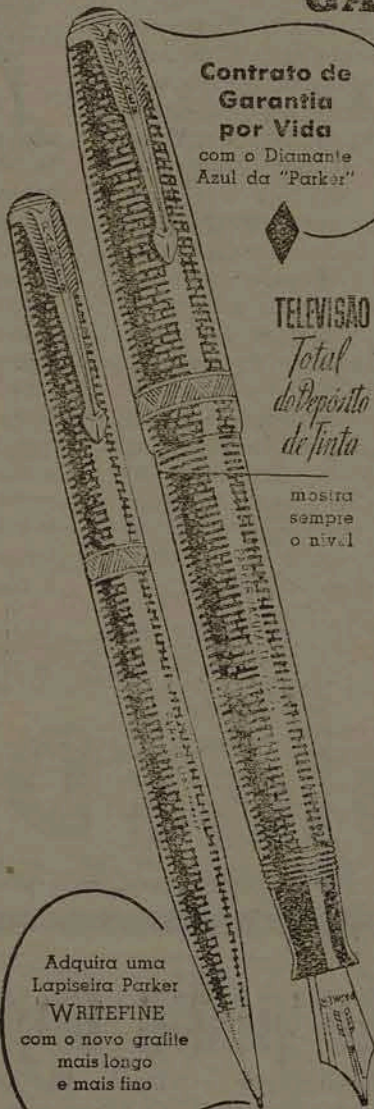 Contrato de
Garantia
por Vida
com o Diamante
Azul da "Parker"
TELEVISÃO
Total
do Depósito
de Tinta
mostra
sempre
o nivel
Adquira uma
Lapiseira Parker
WRITEFINE
com o novo grafite
mais longo
e mais fino